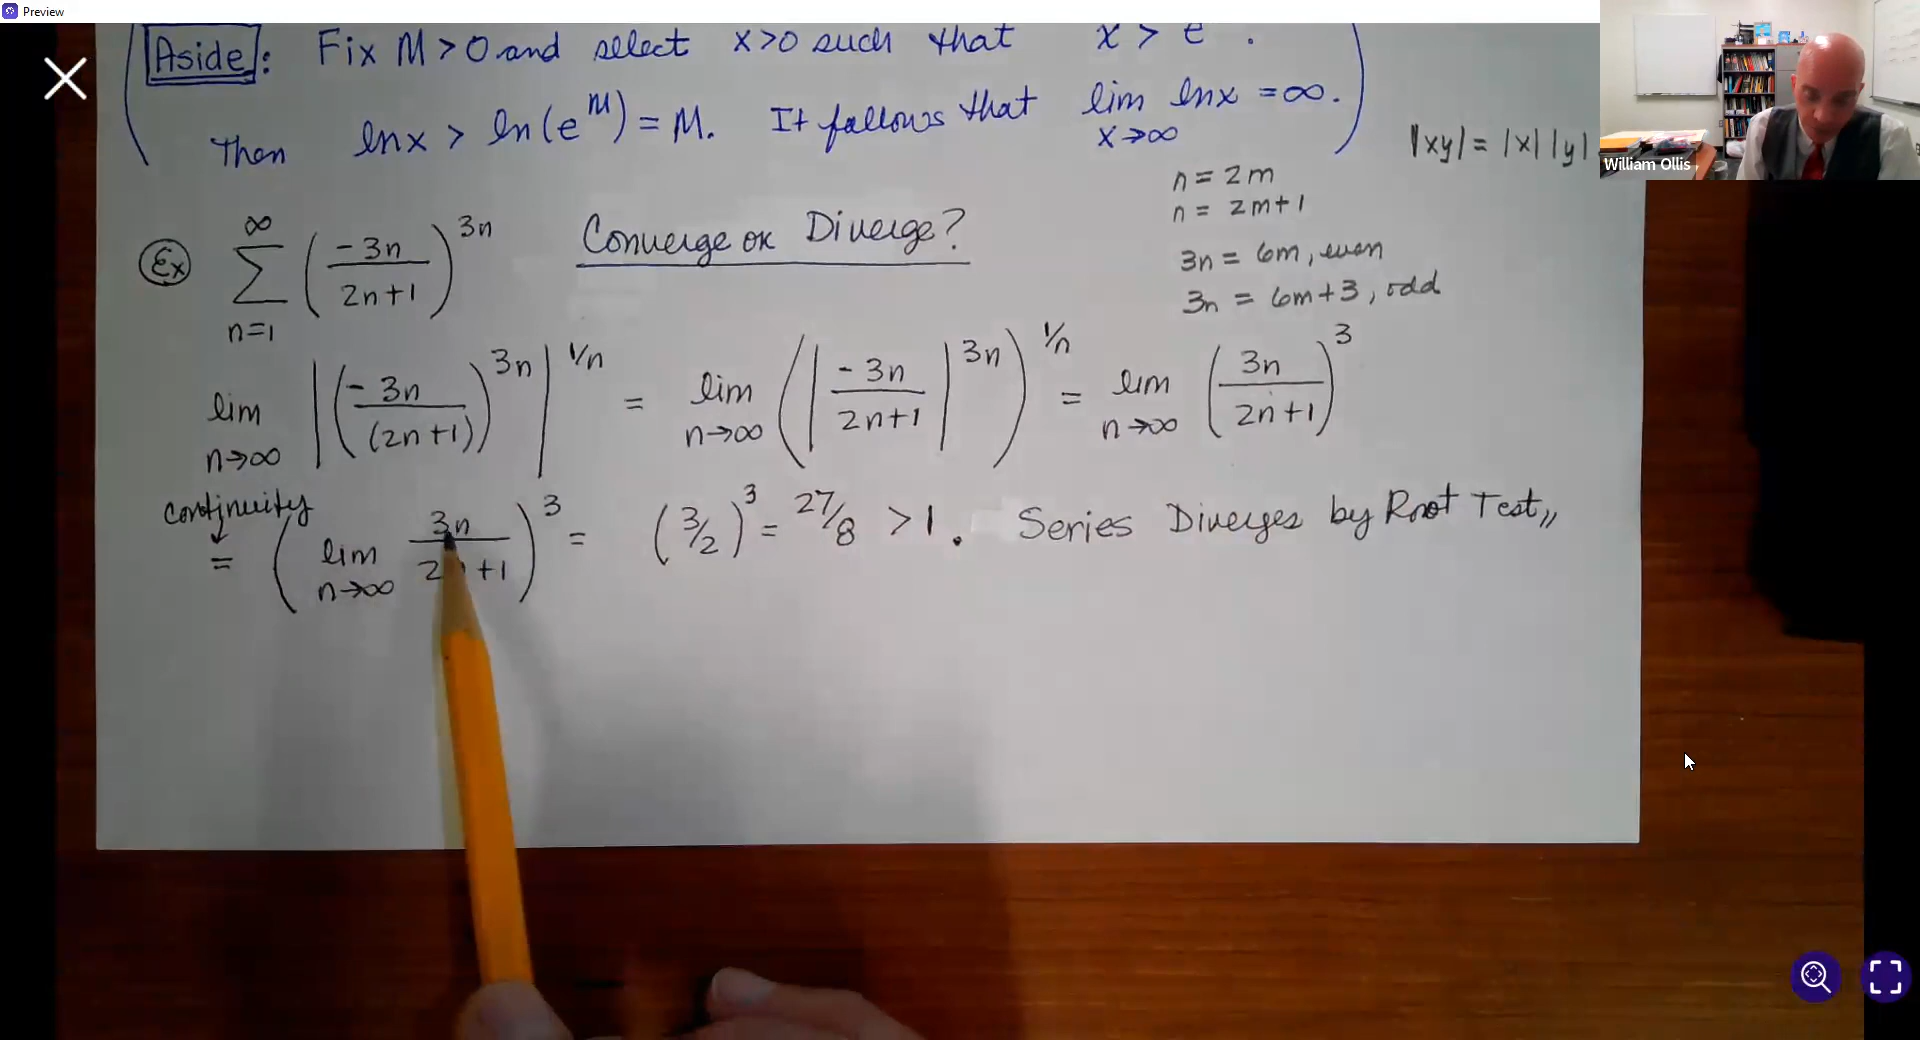 Preview
William Ollis
Aside: Fix M > 0 and select x > 0 such that x > e .
Then ln x > ln(e^M) = M. It follows that lim x→∞ ln x = ∞.
|xy| = |x| |y|
n = 2m
n = 2m+1
3n = 6m, even
3n = 6m+3, odd
Ex ∑_{n=1}^{∞} (-3n/(2n+1))^{3n} Converge or Diverge?
lim n→∞ |(-3n/(2n+1))^{3n}|^{1/n} = lim n→∞ (|-3n/(2n+1)|^{3n})^{1/n} = lim n→∞ (3n/(2n+1))^3
continuity
= (lim n→∞ 3n/(2n+1))^3 = (3/2)^3 = 27/8 > 1. Series Diverges by Root Test,,